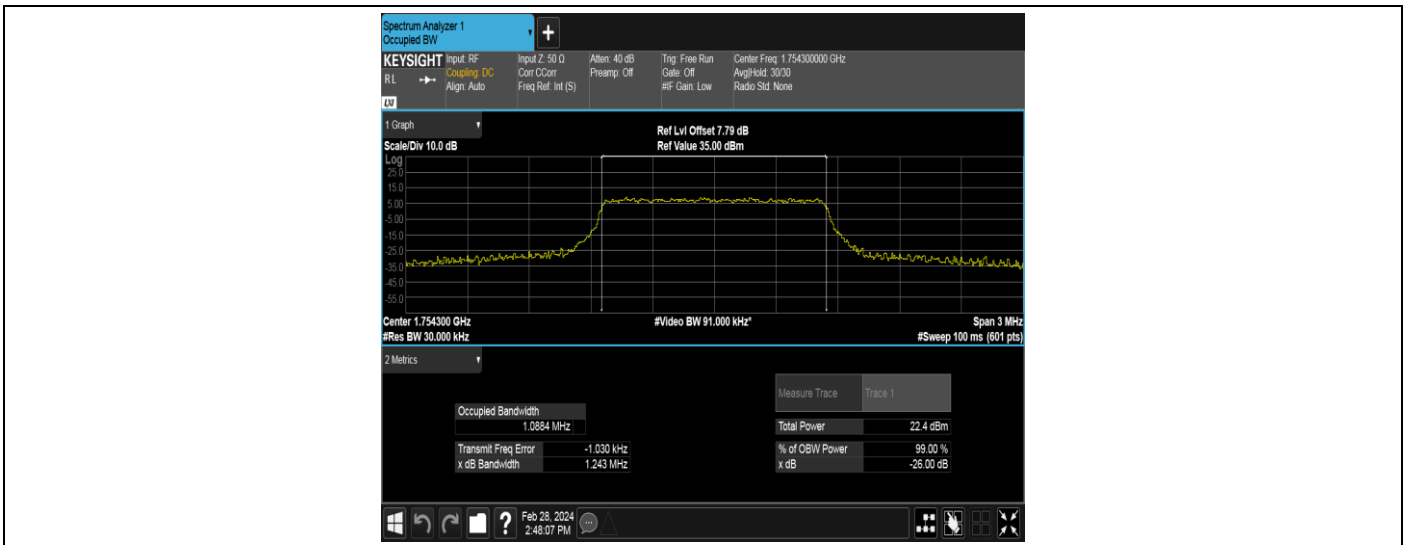 Spectrum Analyzer 1
Occupied BW
+
KEYSIGHT
RL
LXI
Input: RF
Coupling: DC
Align: Auto
Input Z: 50 Ω
Corr CCorr
Freq Ref: Int (S)
Atten: 40 dB
Preamp: Off
Trig: Free Run
Gate: Off
#IF Gain: Low
Center Freq: 1.754300000 GHz
Avg|Hold: 30/30
Radio Std: None
1 Graph
Scale/Div 10.0 dB
Ref Lvl Offset 7.79 dB
Ref Value 35.00 dBm
Log
25.0
15.0
5.00
-5.00
-15.0
-25.0
-35.0
-45.0
-55.0
Center 1.754300 GHz
#Video BW 91.000 kHz*
Span 3 MHz
#Res BW 30.000 kHz
#Sweep 100 ms (601 pts)
2 Metrics
Measure Trace Trace 1
Occupied Bandwidth
1.0884 MHz
Total Power 22.4 dBm
Transmit Freq Error -1.030 kHz
% of OBW Power 99.00 %
x dB Bandwidth 1.243 MHz
x dB -26.00 dB
?
Feb 28, 2024
2:48:07 PM